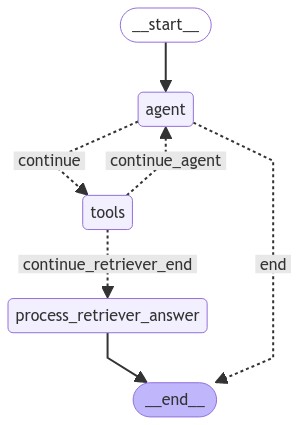 __start__
agent
continue
continue_agent
tools
continue_retriever_end
end
process_retriever_answer
__end__